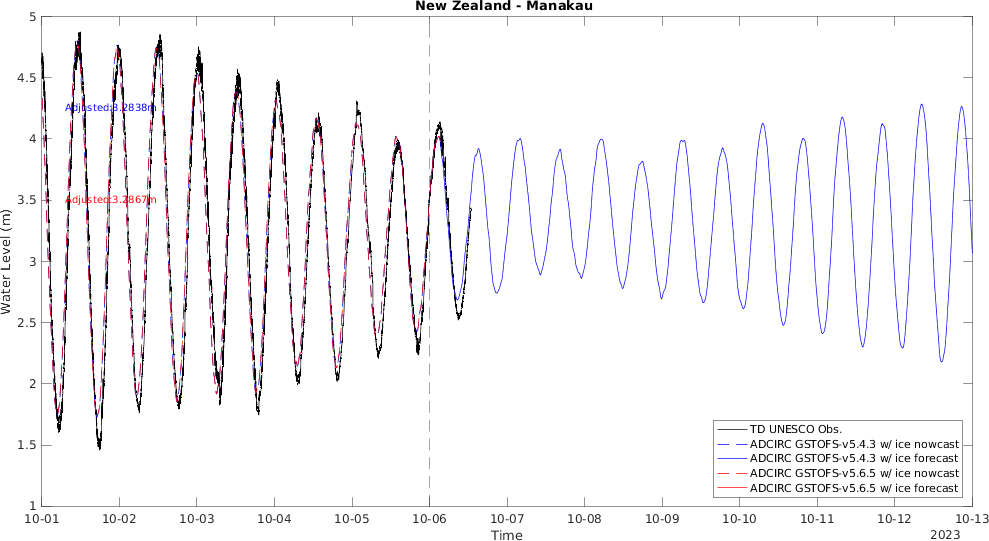 New Zealand - Manakau
5
4.5
4
3.5
3
2.5
2
1.5
1
Water Level (m)
Adjusted:3.2838m
Adjusted:3.2867m
TD UNESCO Obs.
ADCIRC GSTOFS-v5.4.3 w/ ice nowcast
ADCIRC GSTOFS-v5.4.3 w/ ice forecast
ADCIRC GSTOFS-v5.6.5 w/ ice nowcast
ADCIRC GSTOFS-v5.6.5 w/ ice forecast
10-01 10-02 10-03 10-04 10-05 10-06 10-07 10-08 10-09 10-10 10-11 10-12 10-13
Time
2023